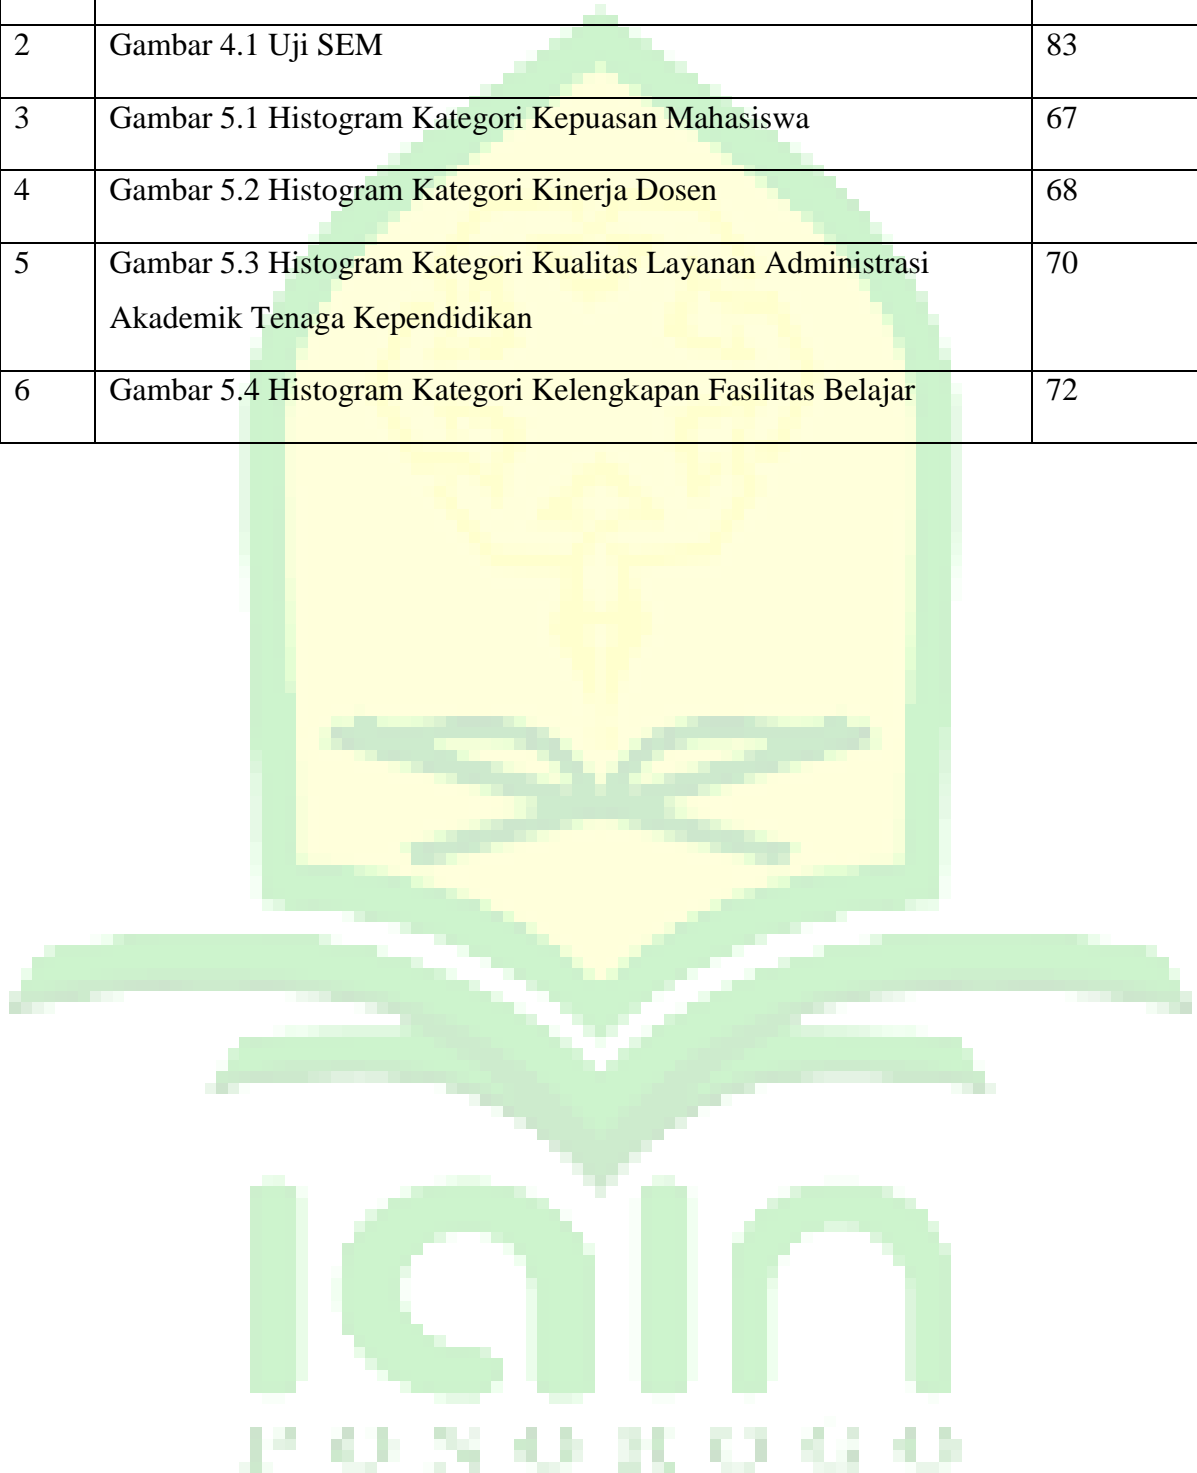 2 Gambar 4.1 Uji SEM 83
3 Gambar 5.1 Histogram Kategori Kepuasan Mahasiswa 67
4 Gambar 5.2 Histogram Kategori Kinerja Dosen 68
5 Gambar 5.3 Histogram Kategori Kualitas Layanan Administrasi 70
Akademik Tenaga Kependidikan
6 Gambar 5.4 Histogram Kategori Kelengkapan Fasilitas Belajar 72
iain
PONOROGO